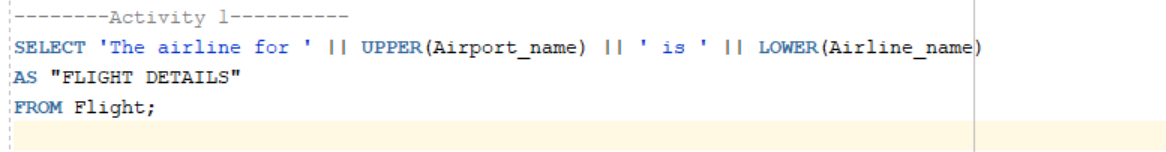 --------Activity 1----------
SELECT 'The airline for ' || UPPER(Airport_name) || ' is ' || LOWER(Airline_name)
AS "FLIGHT DETAILS"
FROM Flight;